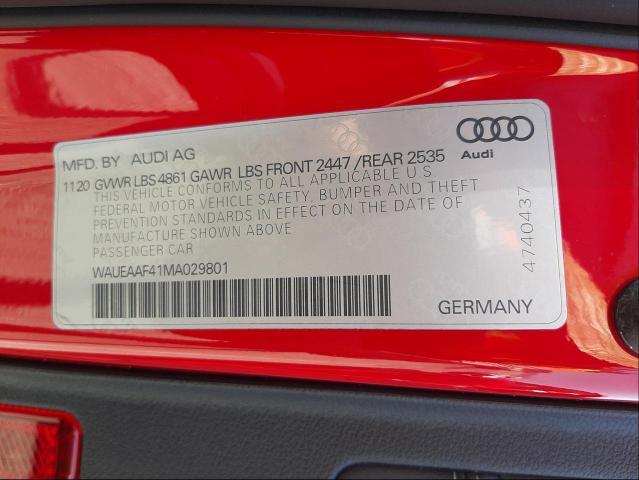 MFD. BY AUDI AG
Audi
1120 GVWR LBS 4861 GAWR LBS FRONT 2447 /REAR 2535
THIS VEHICLE CONFORMS TO ALL APPLICABLE U S
FEDERAL MOTOR VEHICLE SAFETY, BUMPER AND THEFT
PREVENTION STANDARDS IN EFFECT ON THE DATE OF
MANUFACTURE SHOWN ABOVE
PASSENGER CAR
WAUEAAF41MA029801
GERMANY
4740437